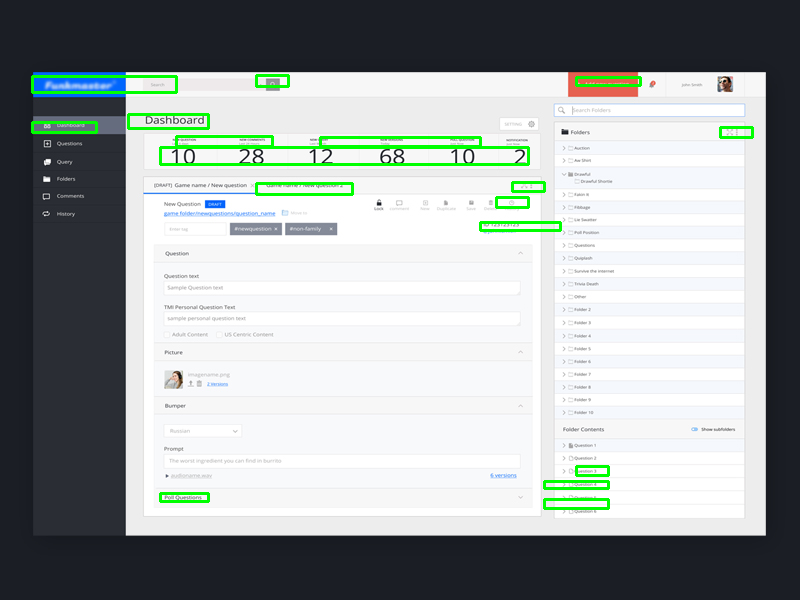 Funkmaster
Search
John Smith
Dashboard
Questions
Query
Folders
Comments
History
Dashboard
SETTING
NOTIFICATION
10 28 12 68 10 2
[DRAFT] Game name / New question
New Question DRAFT
game folder/newquestions/question_name
Move to
Lock
Comment
Duplicate
Save
Enter tag
#newquestion ×
#non-family ×
Question
Question text
Sample Question text
TMI Personal Question Text
sample personal question text
Adult Content
US Centric Content
Picture
imagename.png
2 Versions
Bumper
Russian
Prompt
The worst ingredient you can find in burrito
audioname.wav
6 versions
Poll Questions
Search Folders
Folders
Auction
Aw Shirt
Drawful
Drawful Shortie
Fakin It
Fibbage
Lie Swatter
Poll Position
Questions
Quiplash
Survive the Internet
Trivia Death
Other
Folder 2
Folder 3
Folder 4
Folder 5
Folder 6
Folder 7
Folder 8
Folder 9
Folder 10
Folder Contents
Show subfolders
Question 1
Question 2
Question 3
Question 6